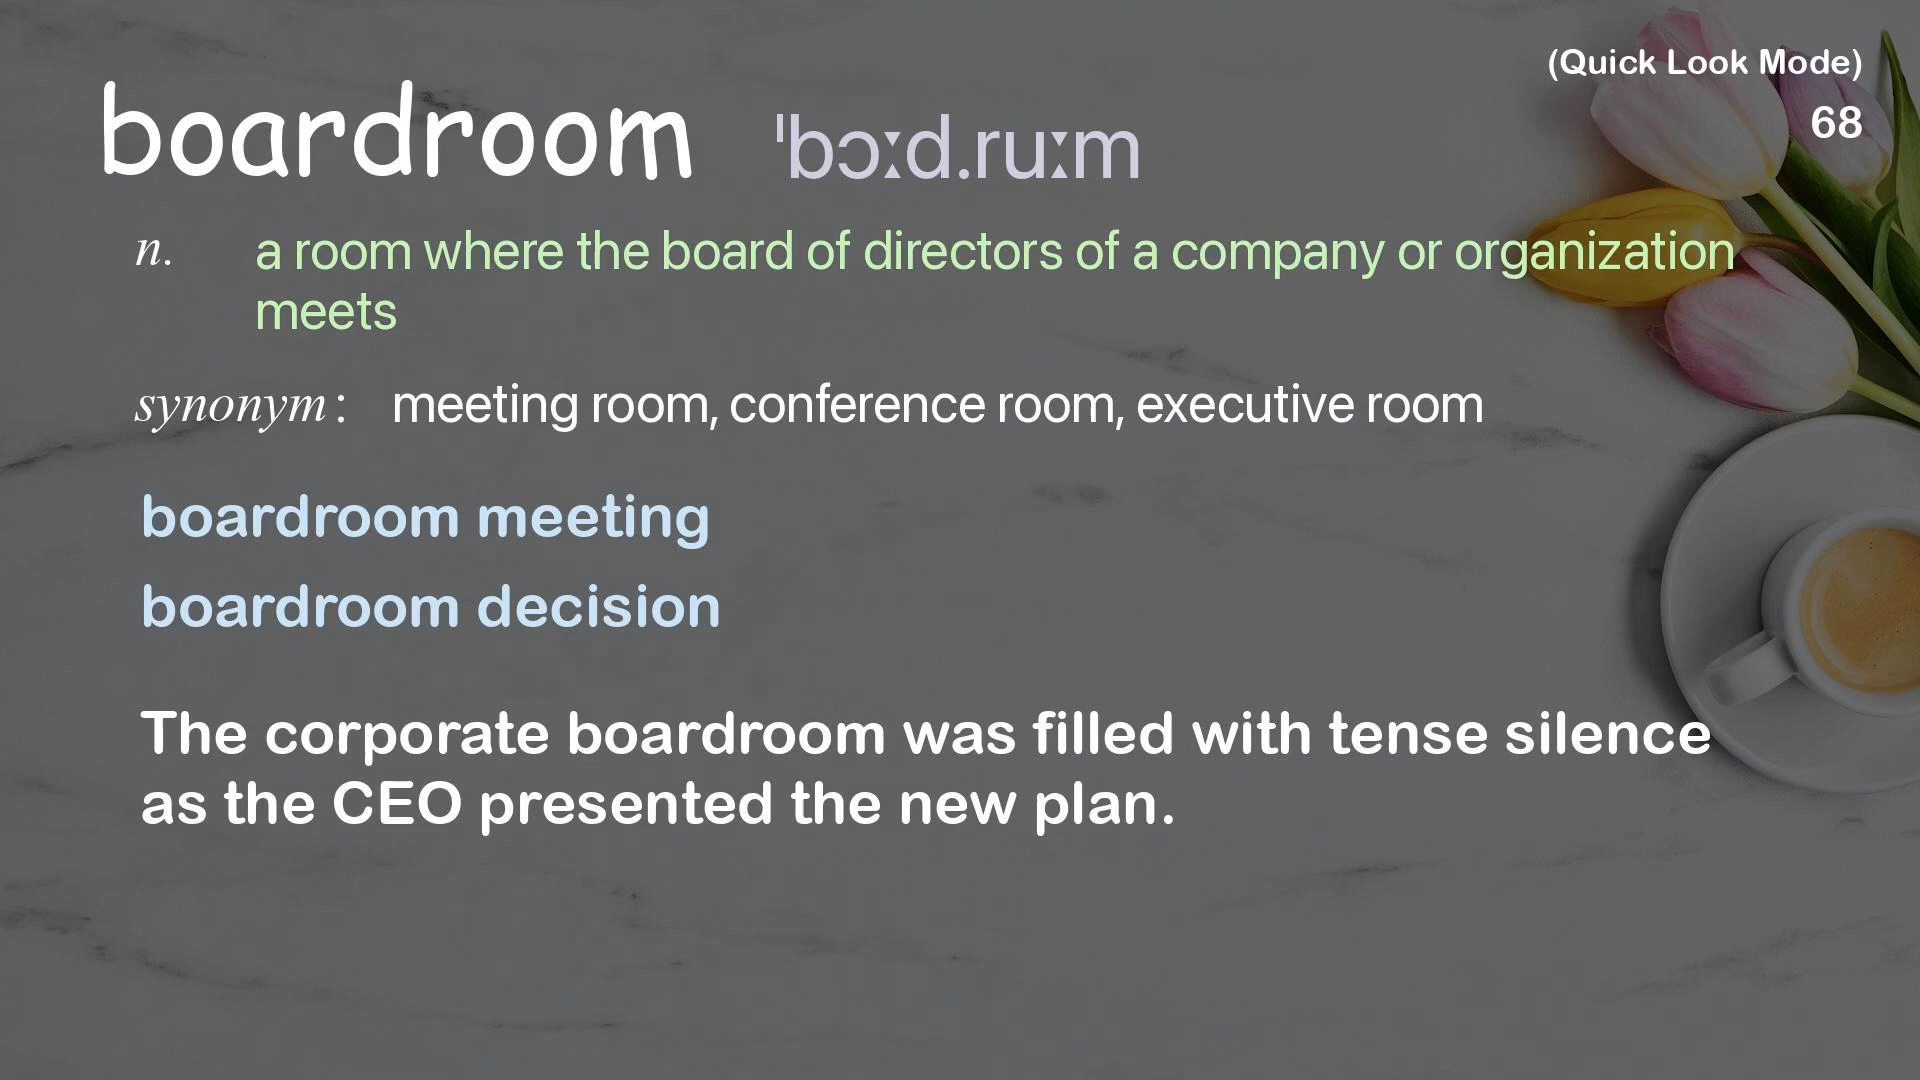 (Quick Look Mode)
68
boardroom ˈbɔːd.ruːm
n. a room where the board of directors of a company or organization
meets
synonym: meeting room, conference room, executive room
boardroom meeting
boardroom decision
The corporate boardroom was filled with tense silence
as the CEO presented the new plan.